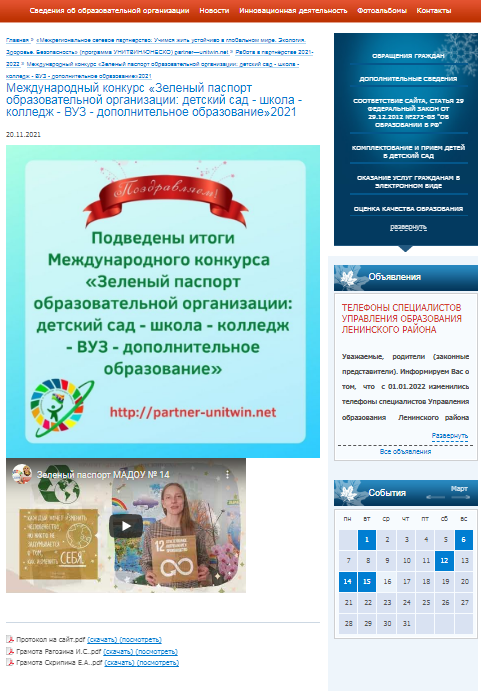 Сведения об образовательной организации Новости Инновационная деятельность Фотоальбомы Контакты
Главная » «Межрегиональное сетевое партнерство: Учимся жить устойчиво в глобальном мире. Экология.
Здоровье. Безопасность» (программа УНИТВИН/ЮНЕСКО) partner—unitwin.net) » Работа в партнерстве 2021-
2022 » Международный конкурс «Зеленый паспорт образовательной организации: детский сад - школа -
колледж - ВУЗ - дополнительное образование»2021
Международный конкурс «Зеленый паспорт
образовательной организации: детский сад - школа -
колледж - ВУЗ - дополнительное образование»2021
20.11.2021
Поздравляем!
Подведены итоги
Международного конкурса
«Зеленый паспорт
образовательной организации:
детский сад - школа - колледж
- ВУЗ - дополнительное
образование»
http://partner-unitwin.net
Зеленый паспорт МАДОУ № 14
СЕБЯ
12
Протокол на сайт.pdf (скачать) (посмотреть)
Грамота Рагозина И.С..pdf (скачать) (посмотреть)
Грамота Скрипина Е.А..pdf (скачать) (посмотреть)
ОБРАЩЕНИЯ ГРАЖДАН
ДОПОЛНИТЕЛЬНЫЕ СВЕДЕНИЯ
СООТВЕТСТВИЕ САЙТА, СТАТЬЯ 29
ФЕДЕРАЛЬНЫЙ ЗАКОН ОТ
29.12.2012 №273-ФЗ "ОБ
ОБРАЗОВАНИИ В РФ"
КОМПЛЕКТОВАНИЕ И ПРИЕМ ДЕТЕЙ
В ДЕТСКИЙ САД
ОКАЗАНИЕ УСЛУГ ГРАЖДАНАМ В
ЭЛЕКТРОННОМ ВИДЕ
ОЦЕНКА КАЧЕСТВА ОБРАЗОВАНИЯ
развернуть
Объявления
ТЕЛЕФОНЫ СПЕЦИАЛИСТОВ
УПРАВЛЕНИЯ ОБРАЗОВАНИЯ
ЛЕНИНСКОГО РАЙОНА
Уважаемые, родители (законные
представители). Информируем Вас о
том, что с 01.01.2022 изменились
телефоны специалистов Управления
образования Ленинского района
Развернуть
Все объявления
События Март
пн вт ср чт пт сб вс
1 2 3 4 5 6
7 8 9 10 11 12 13
14 15 16 17 18 19 20
21 22 23 24 25 26 27
28 29 30 31